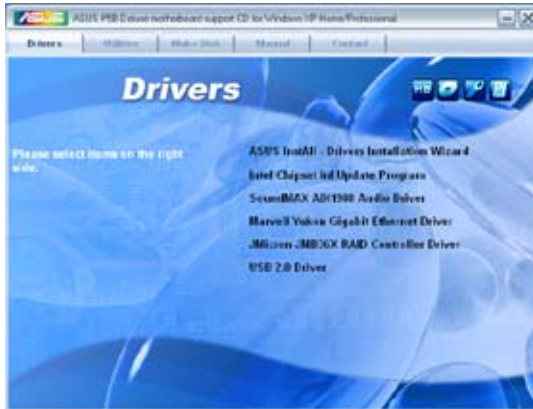 ASUS P5B Deluxe motherboard support CD for Windows XP Home/Professional
Drivers
Utilities
Make Disk
Manual
Contact
Drivers
Please select items on the right
side.
ASUS InstAll - Drivers Installation Wizard
Intel Chipset Inf Update Program
SoundMAX ADI1988 Audio Driver
Marvell Yukon Gigabit Ethernet Driver
JMicron JMB36X RAID Controller Driver
USB 2.0 Driver